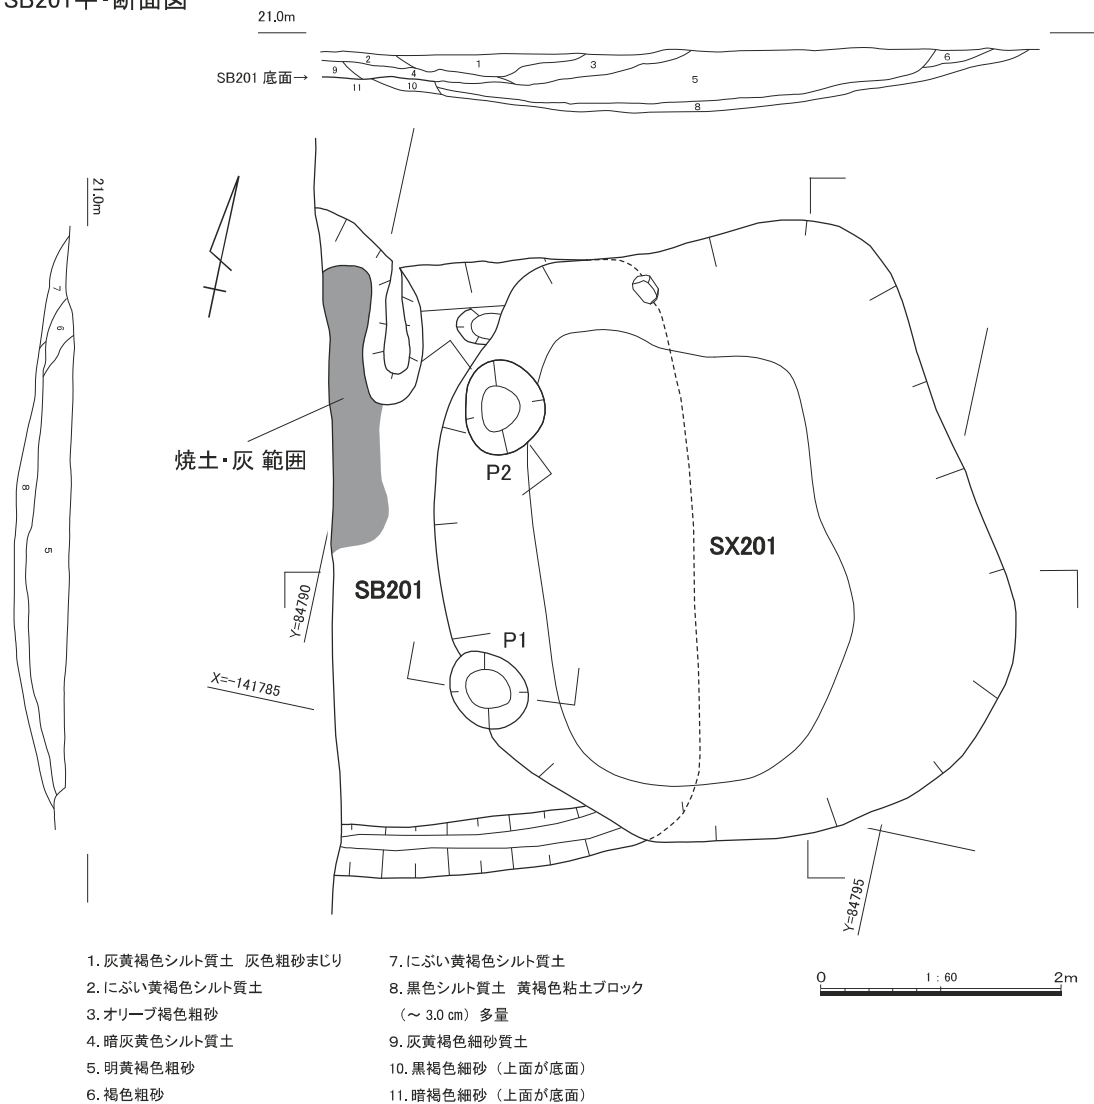 SB201平・断面図
21.0m
SB201 底面→
1
2
3
4
5
6
8
9
10
11
21.0m
7
6
8
5
焼土・灰 範囲
P2
SX201
SB201
P1
Y=84790
X=-141785
Y=84795
1. 灰黄褐色シルト質土 灰色粗砂まじり
2. にぶい黄褐色シルト質土
3. オリーブ褐色粗砂
4. 暗灰黄色シルト質土
5. 明黄褐色粗砂
6. 褐色粗砂
7. にぶい黄褐色シルト質土
8. 黒色シルト質土 黄褐色粘土ブロック
（～ 3.0 cm）多量
9. 灰黄褐色細砂質土
10. 黒褐色細砂（上面が底面）
11. 暗褐色細砂（上面が底面）
0 1：60 2m